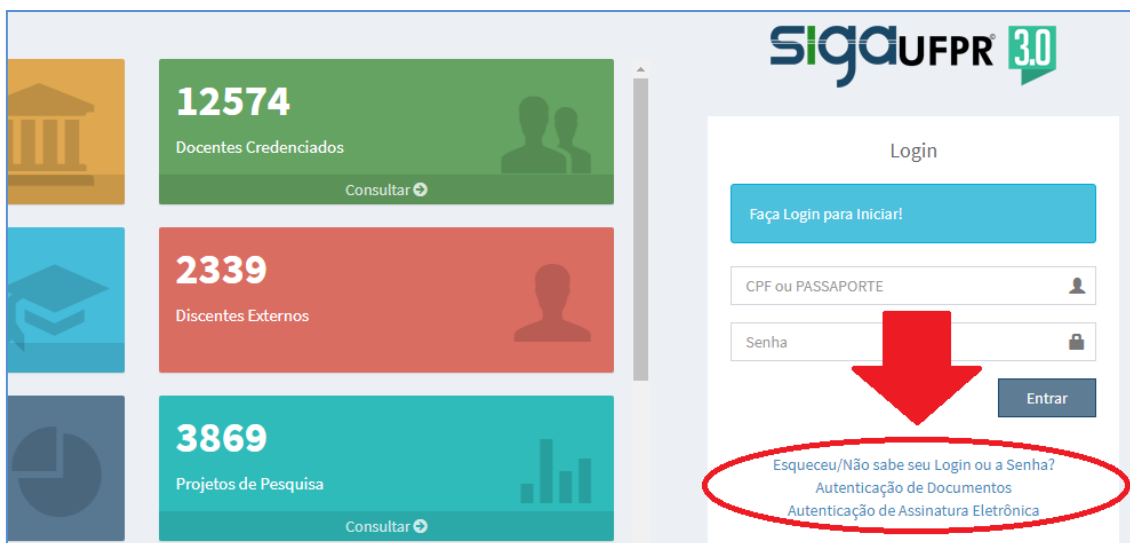 12574
Docentes Credenciados
Consultar
2339
Discentes Externos
3869
Projetos de Pesquisa
Consultar
sigaUFPR 3.0
Login
Faça Login para Iniciar!
CPF ou PASSAPORTE
Senha
Entrar
Esqueceu/Não sabe seu Login ou a Senha?
Autenticação de Documentos
Autenticação de Assinatura Eletrônica